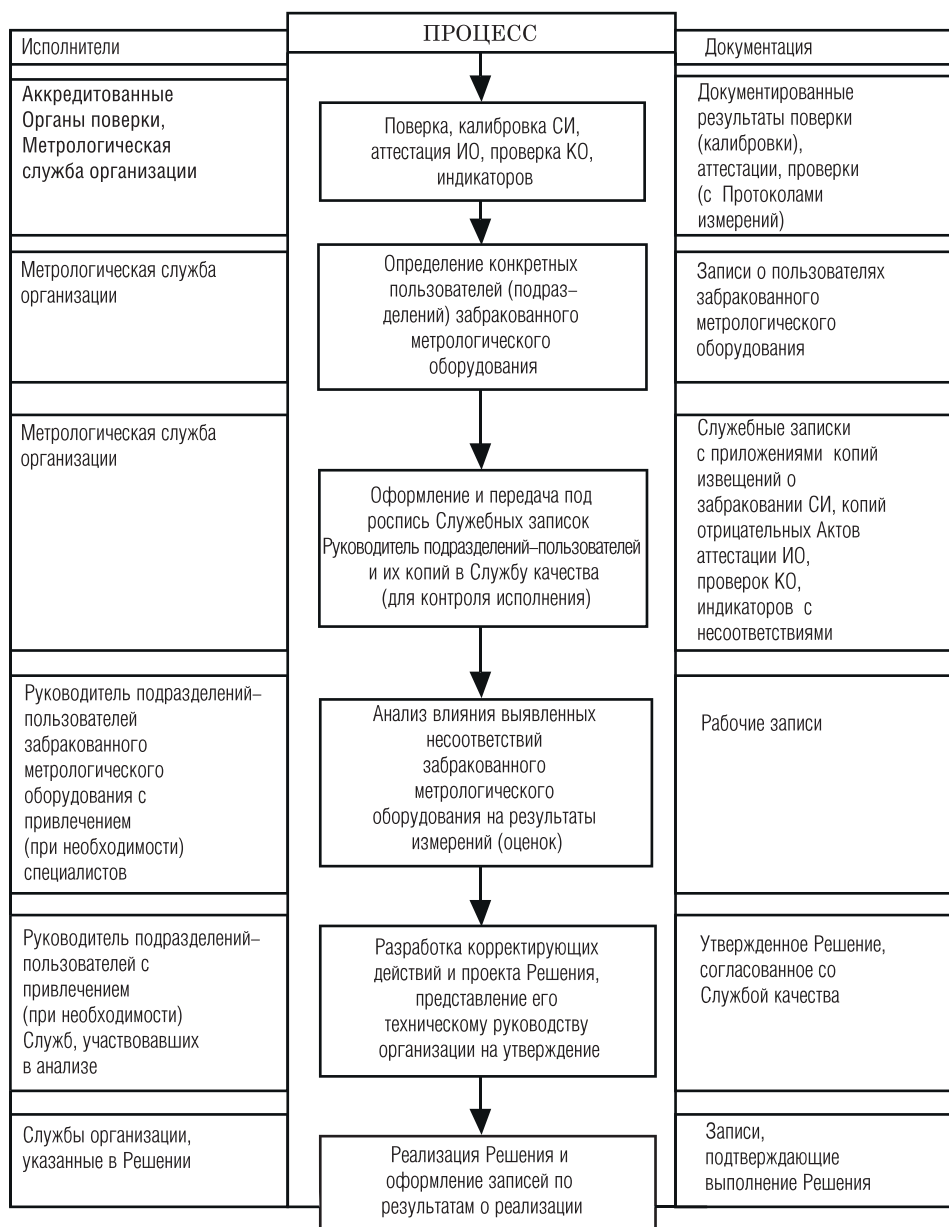 ПРОЦЕСС
Исполнители
Документация
Аккредитованные
Органы поверки,
Метрологическая
служба организации
Поверка, калибровка СИ,
аттестация ИО, проверка КО,
индикаторов
Документированные
результаты поверки
(калибровки),
аттестации, проверки
(с Протоколами
измерений)
Метрологическая служба
организации
Определение конкретных
пользователей (подраз–
делений) забракованного
метрологического
оборудования
Записи о пользователях
забракованного
метрологического
оборудования
Метрологическая служба
организации
Оформление и передача под
роспись Служебных записок
Руководитель подразделений–пользователей
и их копий в Службу качества
(для контроля исполнения)
Служебные записки
с приложениями копий
извещений о
забраковании СИ, копий
отрицательных Актов
аттестации ИО,
проверок КО,
индикаторов с
несоответствиями
Руководитель подразделений–
пользователей
забракованного
метрологического
оборудования с
привлечением
(при необходимости)
специалистов
Анализ влияния выявленных
несоответствий
забракованного
метрологического
оборудования на результаты
измерений (оценок)
Рабочие записи
Руководитель подразделений–
пользователей с
привлечением
(при необходимости)
Служб, участвовавших
в анализе
Разработка корректирующих
действий и проекта Решения,
представление его
техническому руководству
организации на утверждение
Утвержденное Решение,
согласованное со
Службой качества
Службы организации,
указанные в Решении
Реализация Решения и
оформление записей по
результатам о реализации
Записи,
подтверждающие
выполнение Решения